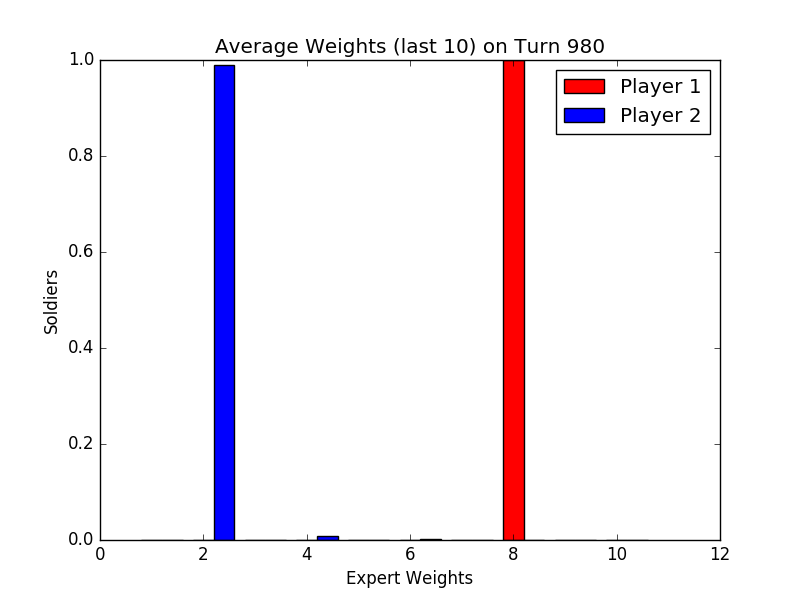 Average Weights (last 10) on Turn 980
Player 1
Player 2
1.0
0.8
0.6
0.4
0.2
0.0
Soldiers
0 2 4 6 8 10 12
Expert Weights